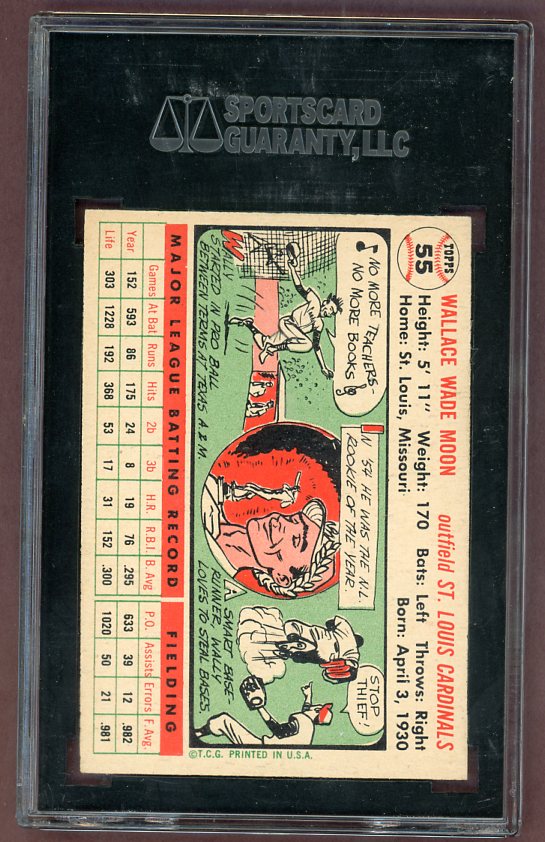 SPORTSCARD
GUARANTY, LLC
TOPPS
55
WALLACE WADE MOON outfield ST. LOUIS CARDINALS
Height: 5' 11" Weight: 170 Bats: Left Throws: Right
Home: St. Louis, Missouri Born: April 3, 1930
NO MORE TEACHERS-
NO MORE BOOKS
WALLY
STARTED IN PRO BALL
BETWEEN TERMS AT TEXAS A. & M.
IN '54 HE WAS THE N.L.
ROOKIE OF THE YEAR.
STOP
THIEF
A SMART BASE-
RUNNER, WALLY
LOVES TO STEAL BASES.
MAJOR LEAGUE BATTING RECORD FIELDING
©T.C.G. PRINTED IN U.S.A.
Games At Bat Runs Hits 2b 3b H.R. R.B.I. B. Avg. P.O. Assists Errors F. Avg.
Year 152 593 86 175 24 8 19 76 .295 633 39 12 .982
Life 303 1228 192 368 53 17 31 152 .300 1020 50 21 .981